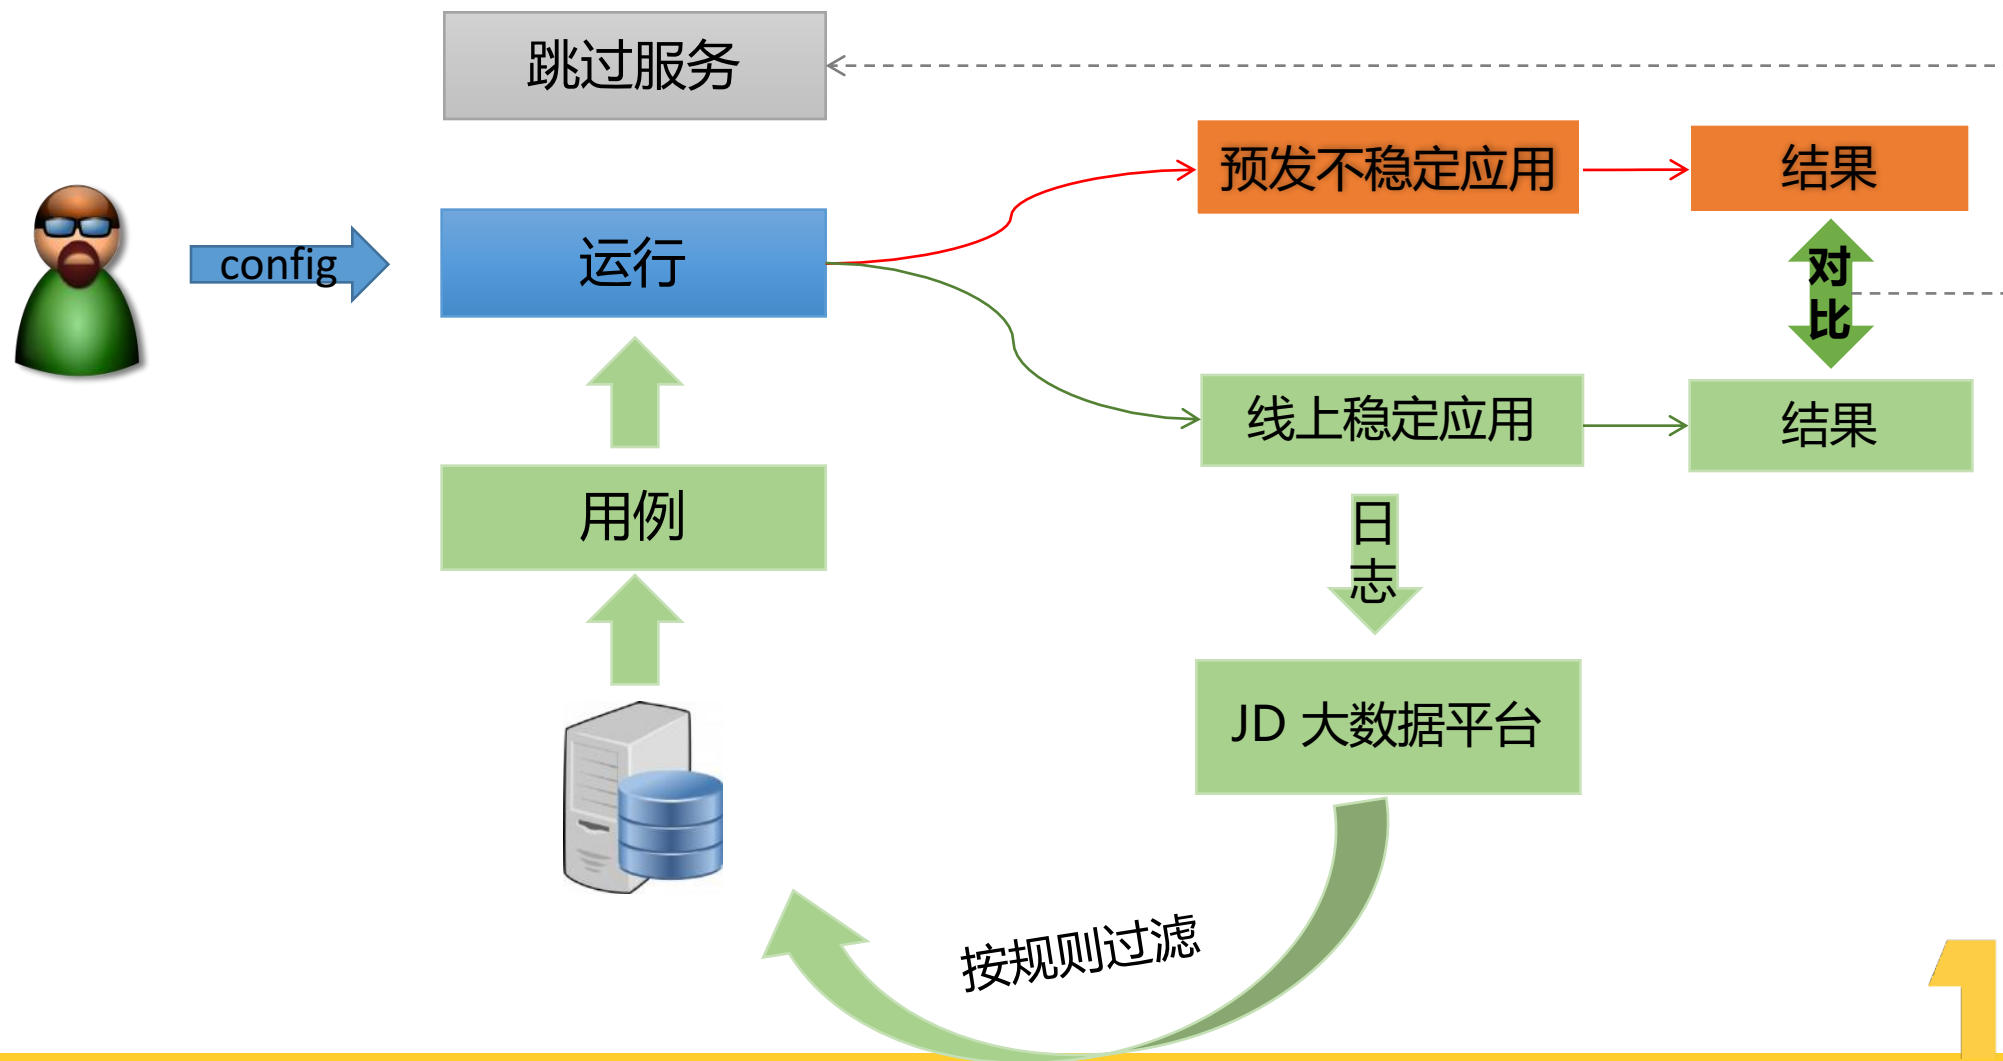 跳过服务
预发不稳定应用
结果
config
运行
对
比
线上稳定应用
结果
用例
日
志
JD 大数据平台
按规则过滤
1